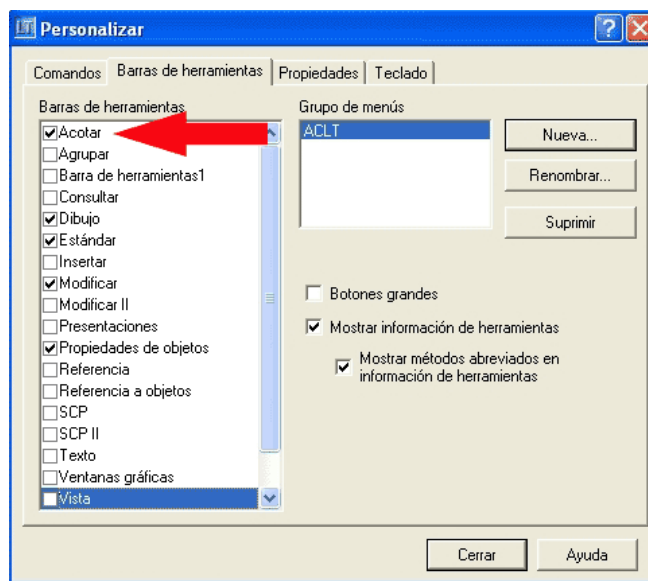 LT Personalizar
Comandos Barras de herramientas Propiedades Teclado
Barras de herramientas
Acotar
Agrupar
Barra de herramientas1
Consultar
Dibujo
Estándar
Insertar
Modificar
Modificar II
Presentaciones
Propiedades de objetos
Referencia
Referencia a objetos
SCP
SCP II
Texto
Ventanas gráficas
Vista
Grupo de menús
ACLT
Nueva...
Renombrar...
Suprimir
Botones grandes
Mostrar información de herramientas
Mostrar métodos abreviados en
información de herramientas
Cerrar Ayuda